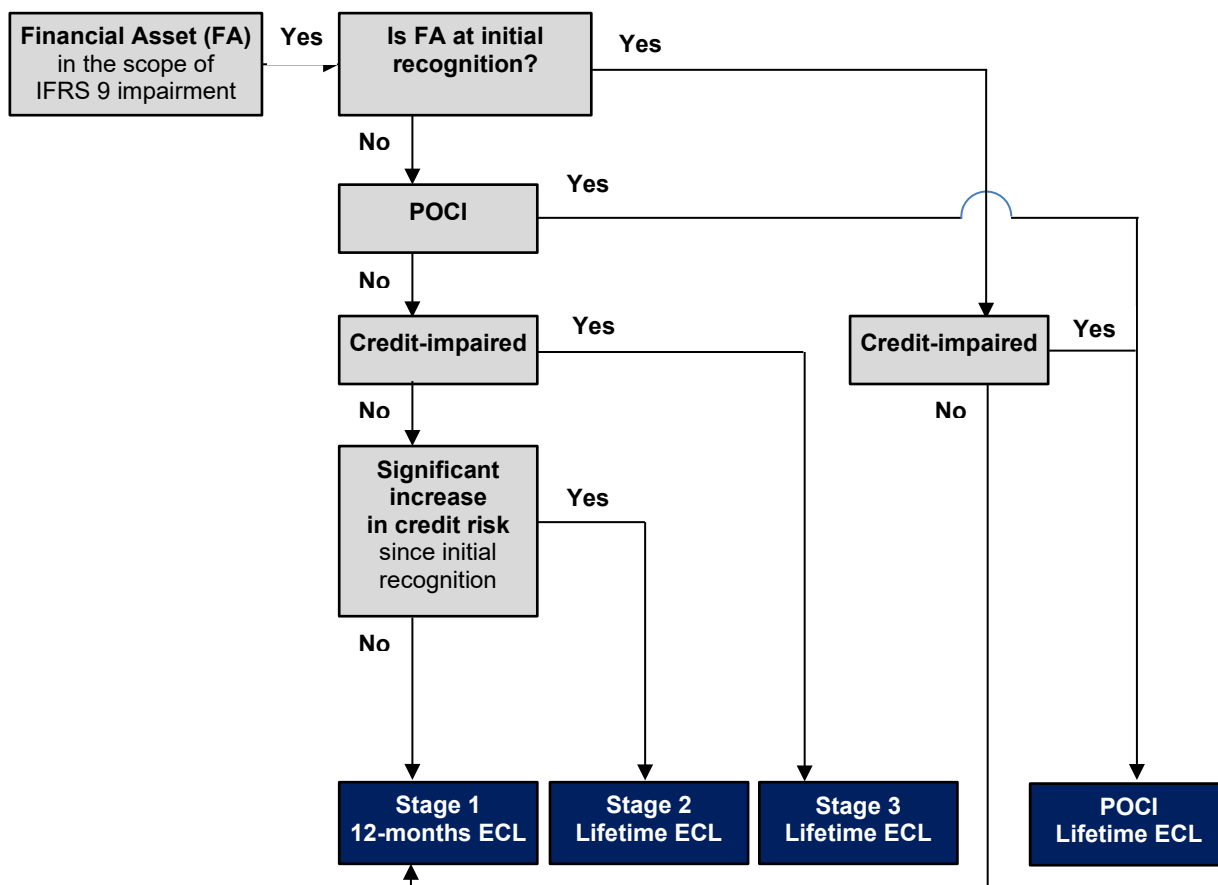 Financial Asset (FA)
in the scope of
IFRS 9 impairment
Yes
Is FA at initial
recognition?
Yes
No
POCI
Yes
No
Credit-impaired
Yes
Credit-impaired
Yes
No
No
Significant
increase
in credit risk
since initial
recognition
Yes
No
Stage 1
12-months ECL
Stage 2
Lifetime ECL
Stage 3
Lifetime ECL
POCI
Lifetime ECL